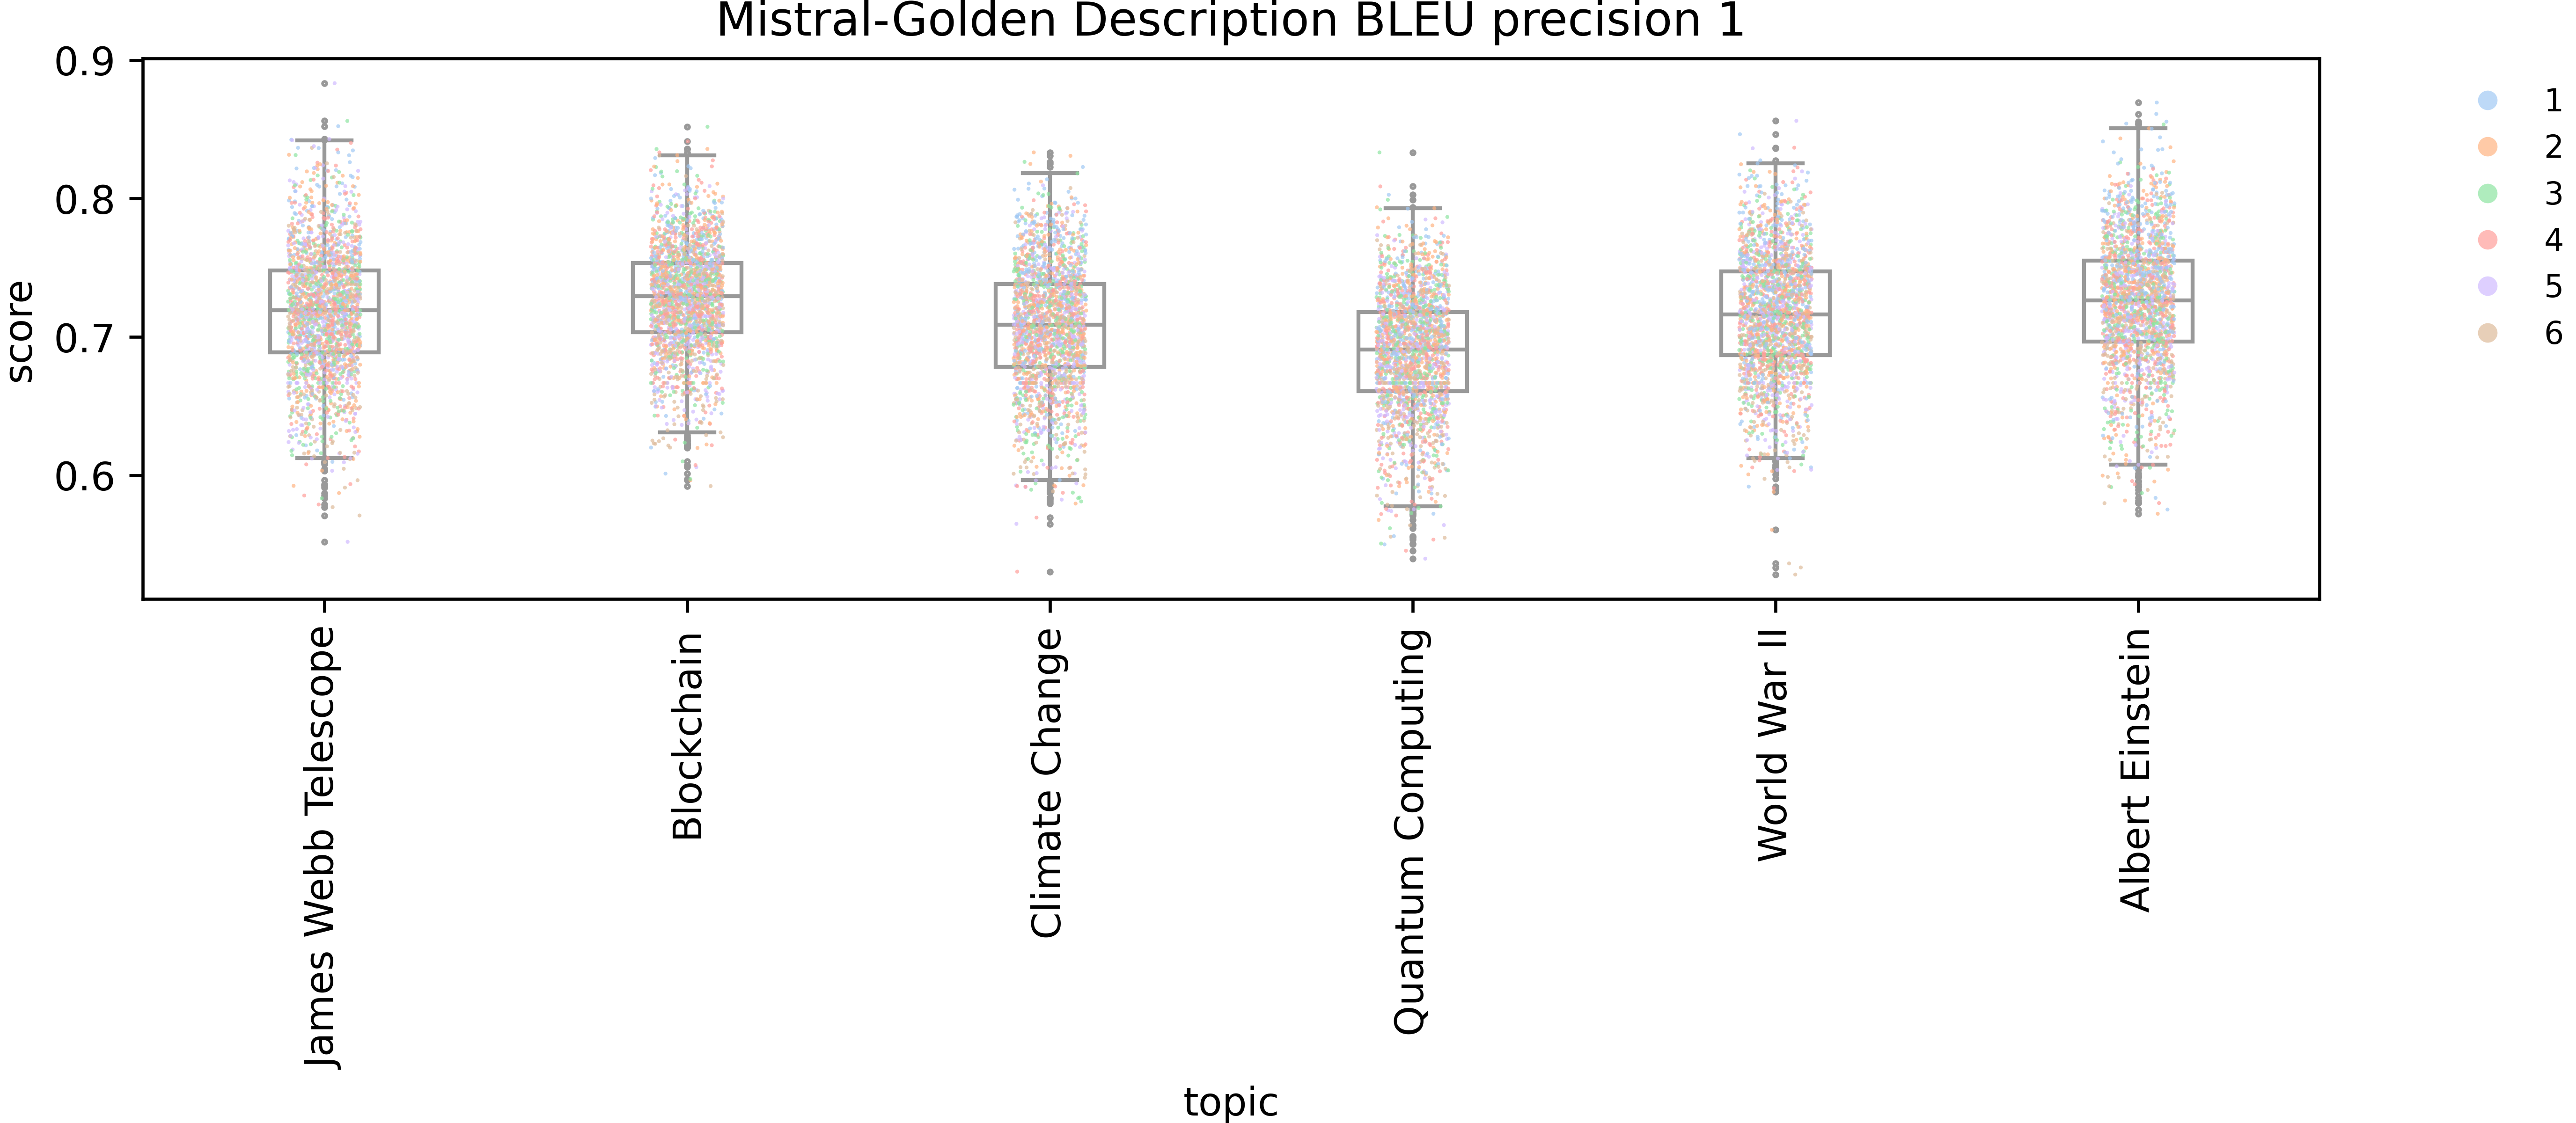 Mistral-Golden Description BLEU precision 1
0.9
0.8
0.7
0.6
score
1
2
3
4
5
6
James Webb Telescope
Blockchain
Climate Change
Quantum Computing
World War II
Albert Einstein
topic